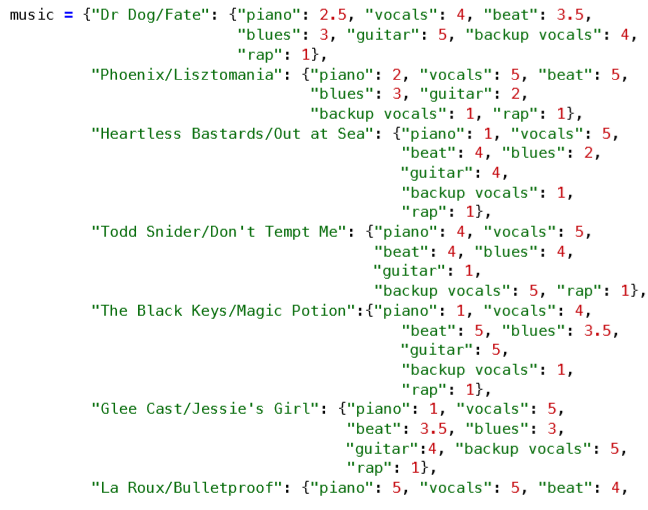 music = {"Dr Dog/Fate": {"piano": 2.5, "vocals": 4, "beat": 3.5,
"blues": 3, "guitar": 5, "backup vocals": 4,
"rap": 1},
"Phoenix/Lisztomania": {"piano": 2, "vocals": 5, "beat": 5,
"blues": 3, "guitar": 2,
"backup vocals": 1, "rap": 1},
"Heartless Bastards/Out at Sea": {"piano": 1, "vocals": 5,
"beat": 4, "blues": 2,
"guitar": 4,
"backup vocals": 1,
"rap": 1},
"Todd Snider/Don't Tempt Me": {"piano": 4, "vocals": 5,
"beat": 4, "blues": 4,
"guitar": 1,
"backup vocals": 5, "rap": 1},
"The Black Keys/Magic Potion":{"piano": 1, "vocals": 4,
"beat": 5, "blues": 3.5,
"guitar": 5,
"backup vocals": 1,
"rap": 1},
"Glee Cast/Jessie's Girl": {"piano": 1, "vocals": 5,
"beat": 3.5, "blues": 3,
"guitar":4, "backup vocals": 5,
"rap": 1},
"La Roux/Bulletproof": {"piano": 5, "vocals": 5, "beat": 4,